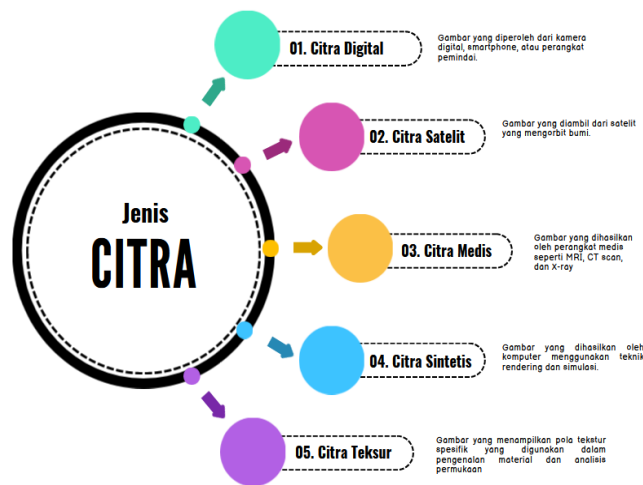 Jenis
CITRA
01. Citra Digital
Gambar yang diperoleh dari kamera
digital, smartphone, atau perangkat
pemindai.
02. Citra Satelit
Gambar yang diambil dari satelit
yang mengorbit bumi.
03. Citra Medis
Gambar yang dihasilkan
oleh perangkat medis
seperti MRI, CT scan,
dan X-ray
04. Citra Sintetis
Gambar yang dihasilkan oleh
komputer menggunakan teknik
rendering dan simulasi.
05. Citra Teksur
Gambar yang menampilkan pola tekstur
spesifik yang digunakan dalam
pengenalan material dan analisis
permukaan